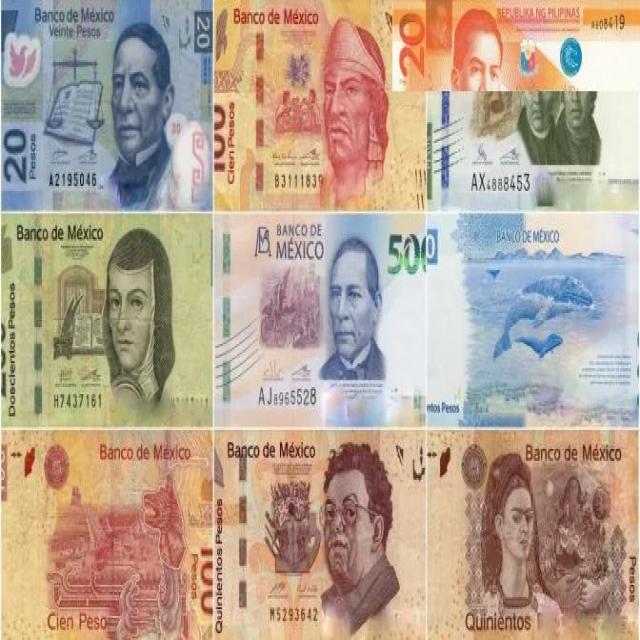 Banco de México
Veinte Pesos
20
20
Pesos
A2195046
Banco de México
100
Cien Pesos
B3111839
20
REPUBLIKA NG PILIPINAS
AX4888453
Banco de México
Doscientos Pesos
H7437161
BANCO DE
MÉXICO
500
AJ8965528
BANCO DE MÉXICO
ntos Pesos
Banco de México
100
Pesos
Cien Peso
Banco de México
Quinientos Pesos
M5293642
Banco de México
Quinientos
Pesos